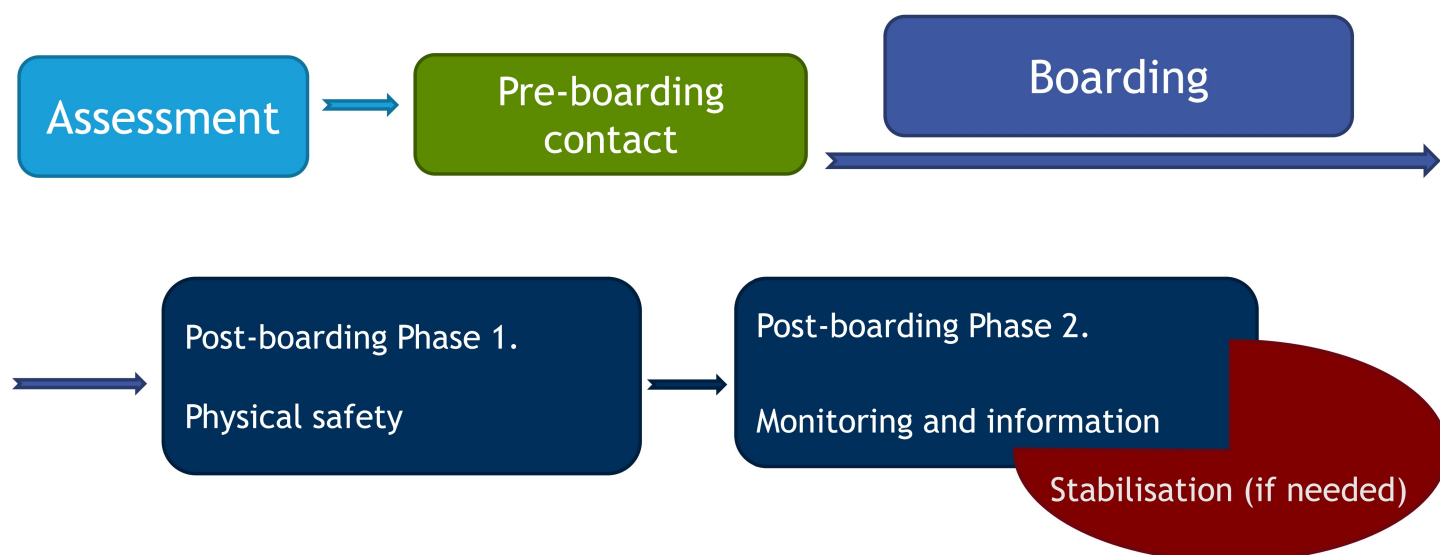 Assessment
Pre-boarding
contact
Boarding
Post-boarding Phase 1.
Physical safety
Post-boarding Phase 2.
Monitoring and information
Stabilisation (if needed)